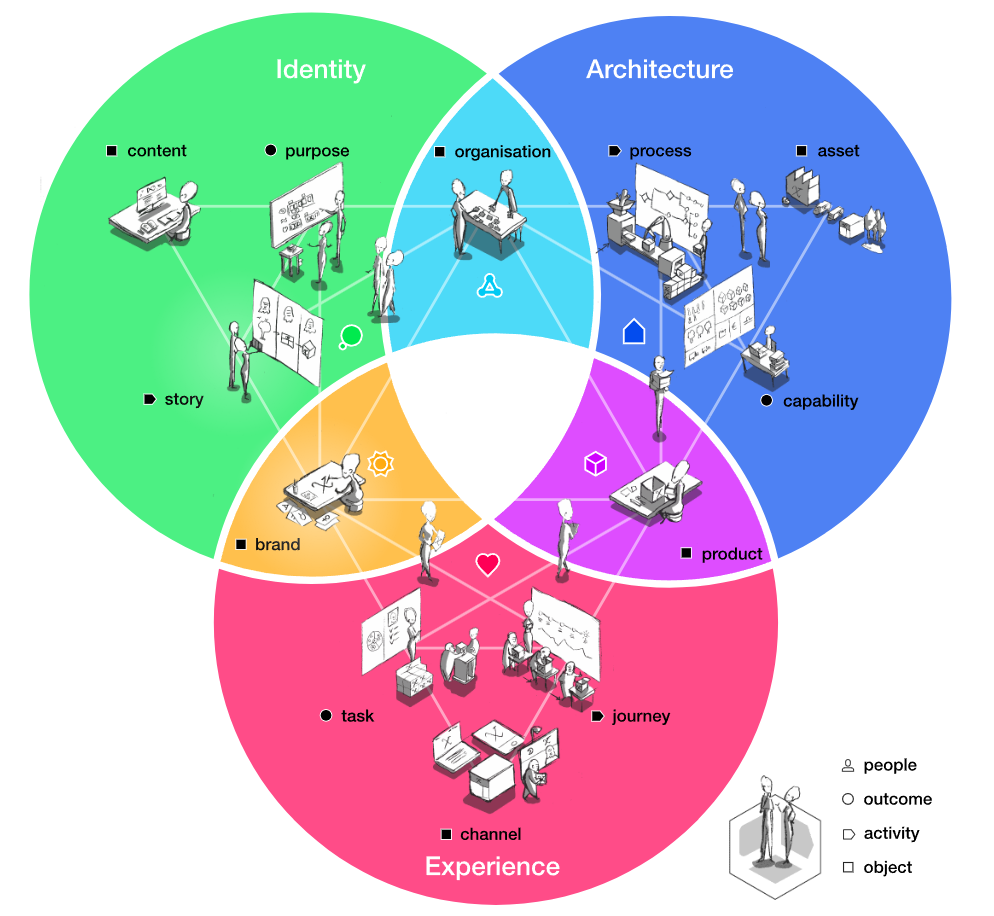 Identity
Architecture
content
purpose
organisation
process
asset
story
capability
brand
product
task
journey
channel
Experience
people
outcome
activity
object